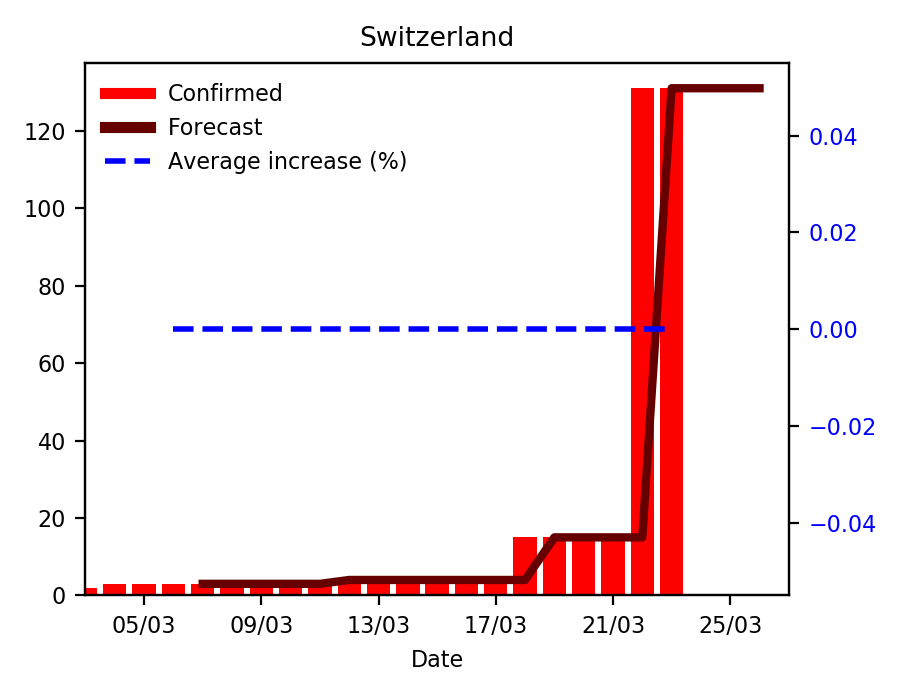 Switzerland
Confirmed
Forecast
Average increase (%)
120
100
80
60
40
20
0
0.04
0.02
0.00
−0.02
−0.04
05/03 09/03 13/03 17/03 21/03 25/03
Date